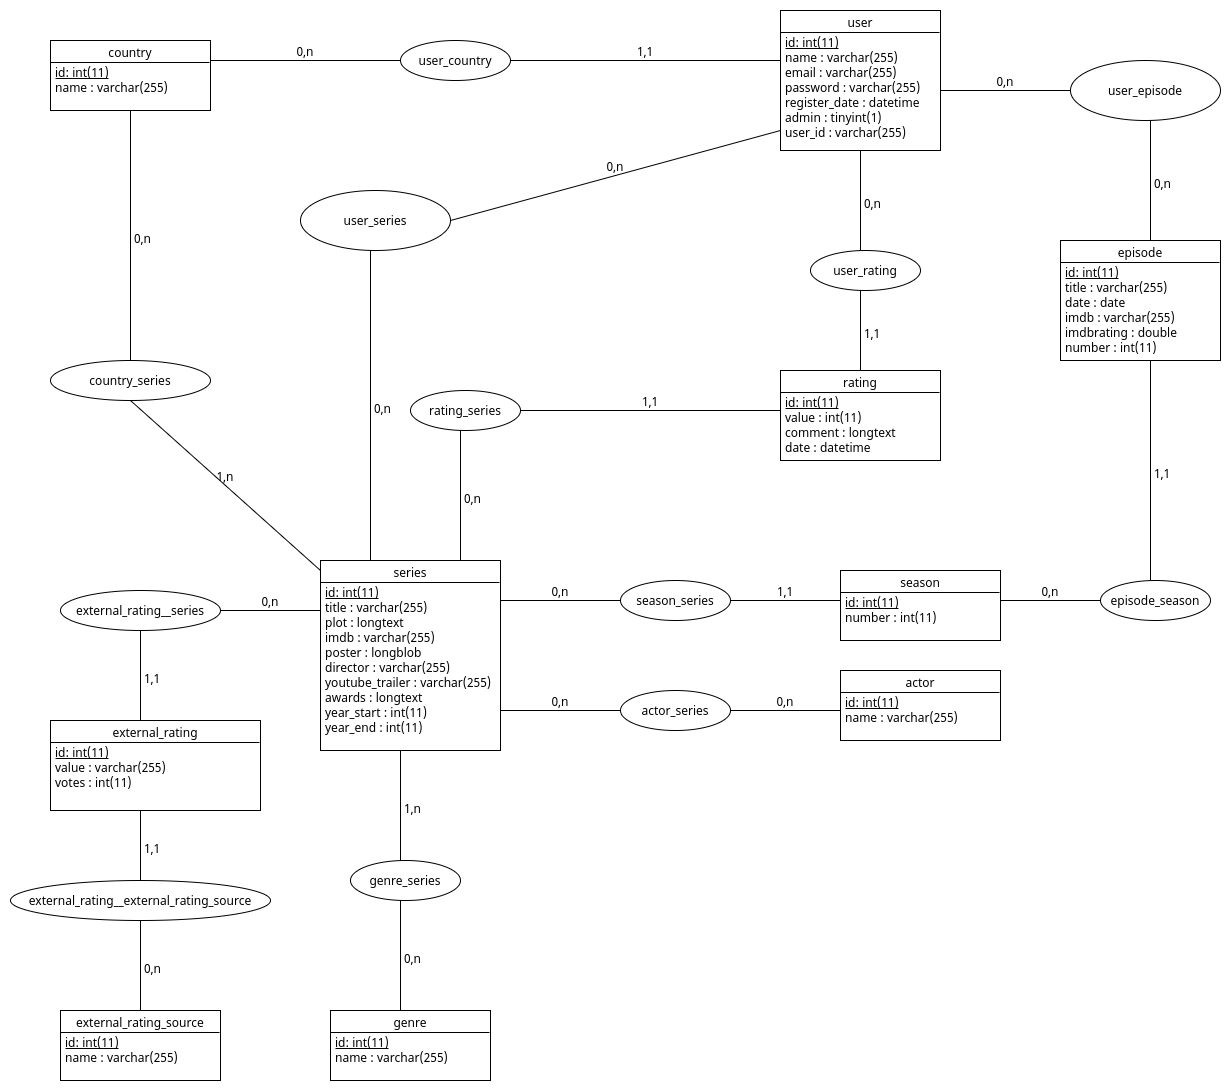 country
id: int(11)
name : varchar(255)
0,n
user_country
1,1
user
id: int(11)
name : varchar(255)
email : varchar(255)
password : varchar(255)
register_date : datetime
admin : tinyint(1)
user_id : varchar(255)
0,n
user_episode
0,n
user_series
0,n
0,n
0,n
user_rating
1,1
episode
id: int(11)
title : varchar(255)
date : date
imdb : varchar(255)
imdbrating : double
number : int(11)
country_series
1,n
0,n
rating_series
1,1
rating
id: int(11)
value : int(11)
comment : longtext
date : datetime
0,n
1,1
external_rating__series
0,n
series
id: int(11)
title : varchar(255)
plot : longtext
imdb : varchar(255)
poster : longblob
director : varchar(255)
youtube_trailer : varchar(255)
awards : longtext
year_start : int(11)
year_end : int(11)
0,n
season_series
1,1
season
id: int(11)
number : int(11)
0,n
episode_season
1,1
0,n
actor_series
0,n
actor
id: int(11)
name : varchar(255)
external_rating
id: int(11)
value : varchar(255)
votes : int(11)
1,1
1,n
external_rating__external_rating_source
genre_series
0,n
0,n
external_rating_source
id: int(11)
name : varchar(255)
genre
id: int(11)
name : varchar(255)